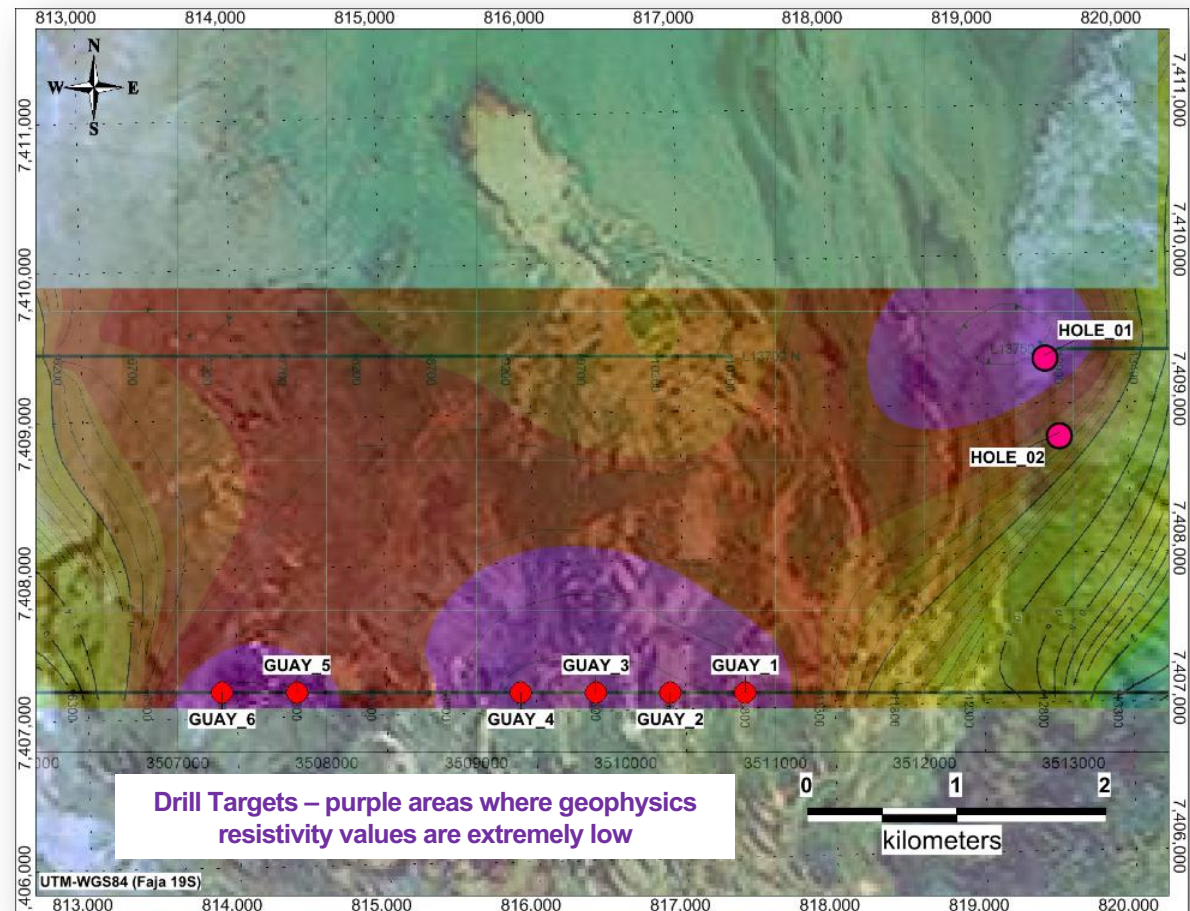 813,000 814,000 815,000 816,000 817,000 818,000 819,000 820,000
N
W E
S
7,411,000
7,411,000
7,410,000
7,410,000
HOLE_01
7,409,000
HOLE_02
7,409,000
7,408,000
7,408,000
GUAY_5 GUAY_3 GUAY_1
7,407,000
GUAY_6 GUAY_4 GUAY_2
7,407,000
3507000 3508000 3509000 3510000 3511000 3512000 3513000
0 1 2
kilometers
Drill Targets – purple areas where geophysics
resistivity values are extremely low
7,406,000
UTM-WGS84 (Faja 19S)
813,000 814,000 815,000 816,000 817,000 818,000 819,000 820,000